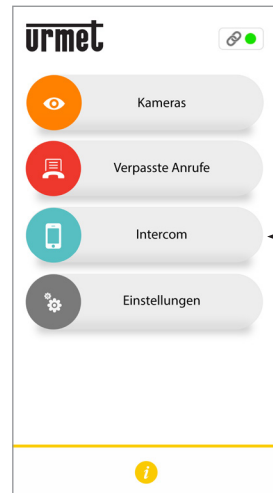 urmet
Kameras
Verpasste Anrufe
Intercom
Einstellungen
i